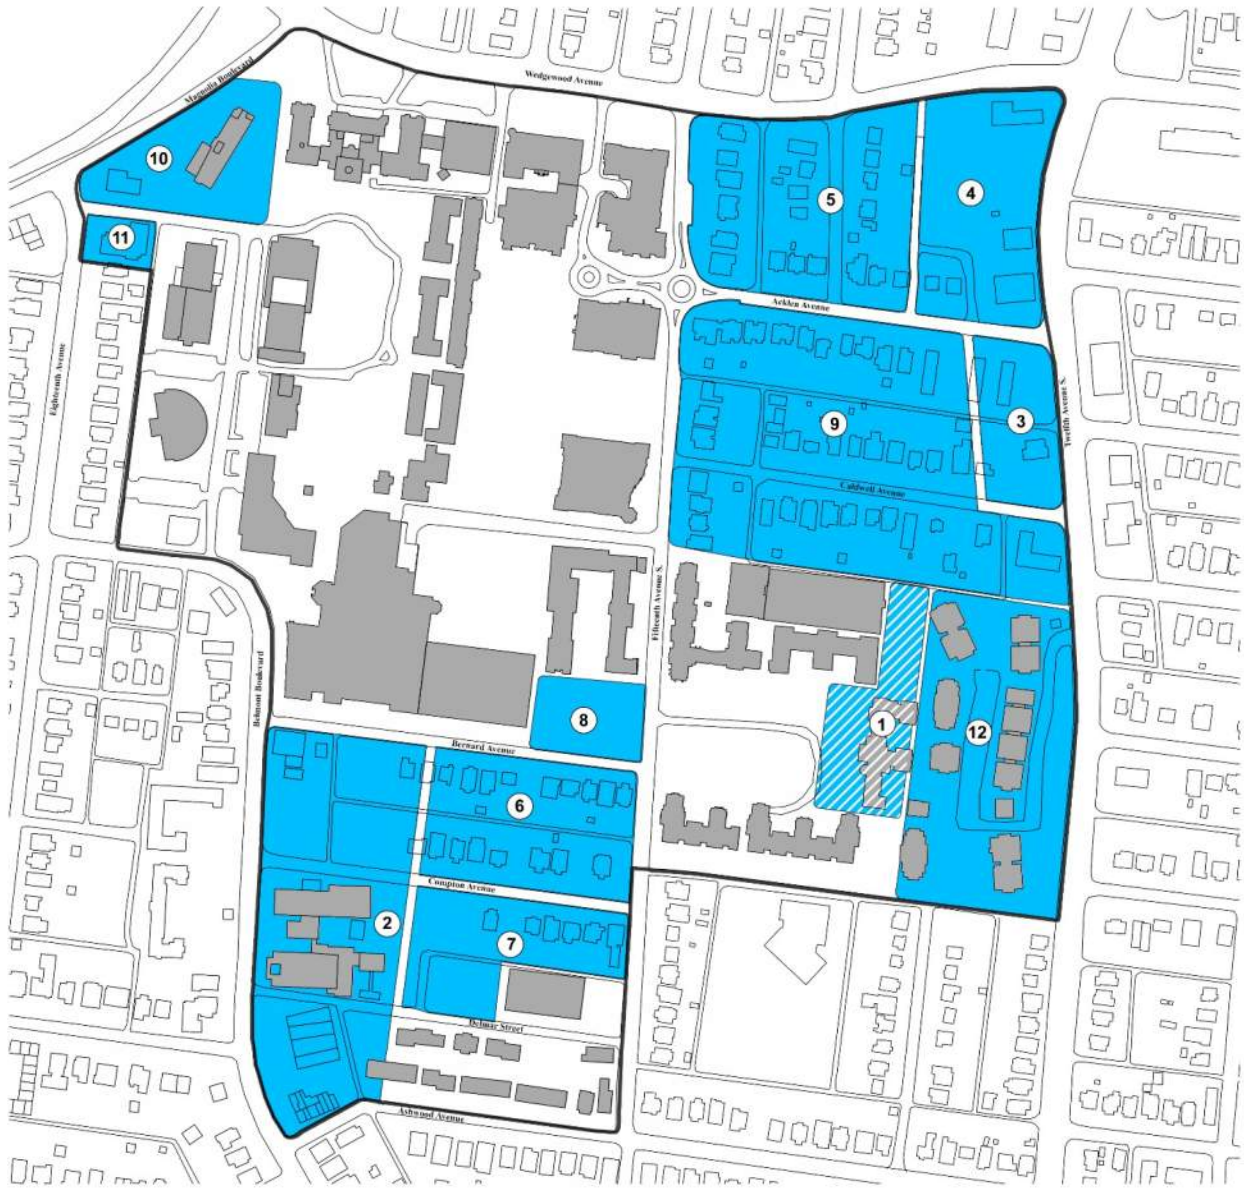 Magnolia Boulevard
Wedgewood Avenue
10
11
5
4
Acklen Avenue
Eighteenth Avenue
Twelfth Avenue S.
9
3
Caldwell Avenue
Fifteenth Avenue S.
Belmont Boulevard
8
1
12
Bernard Avenue
6
Compton Avenue
2
7
Delmar Street
Ashwood Avenue